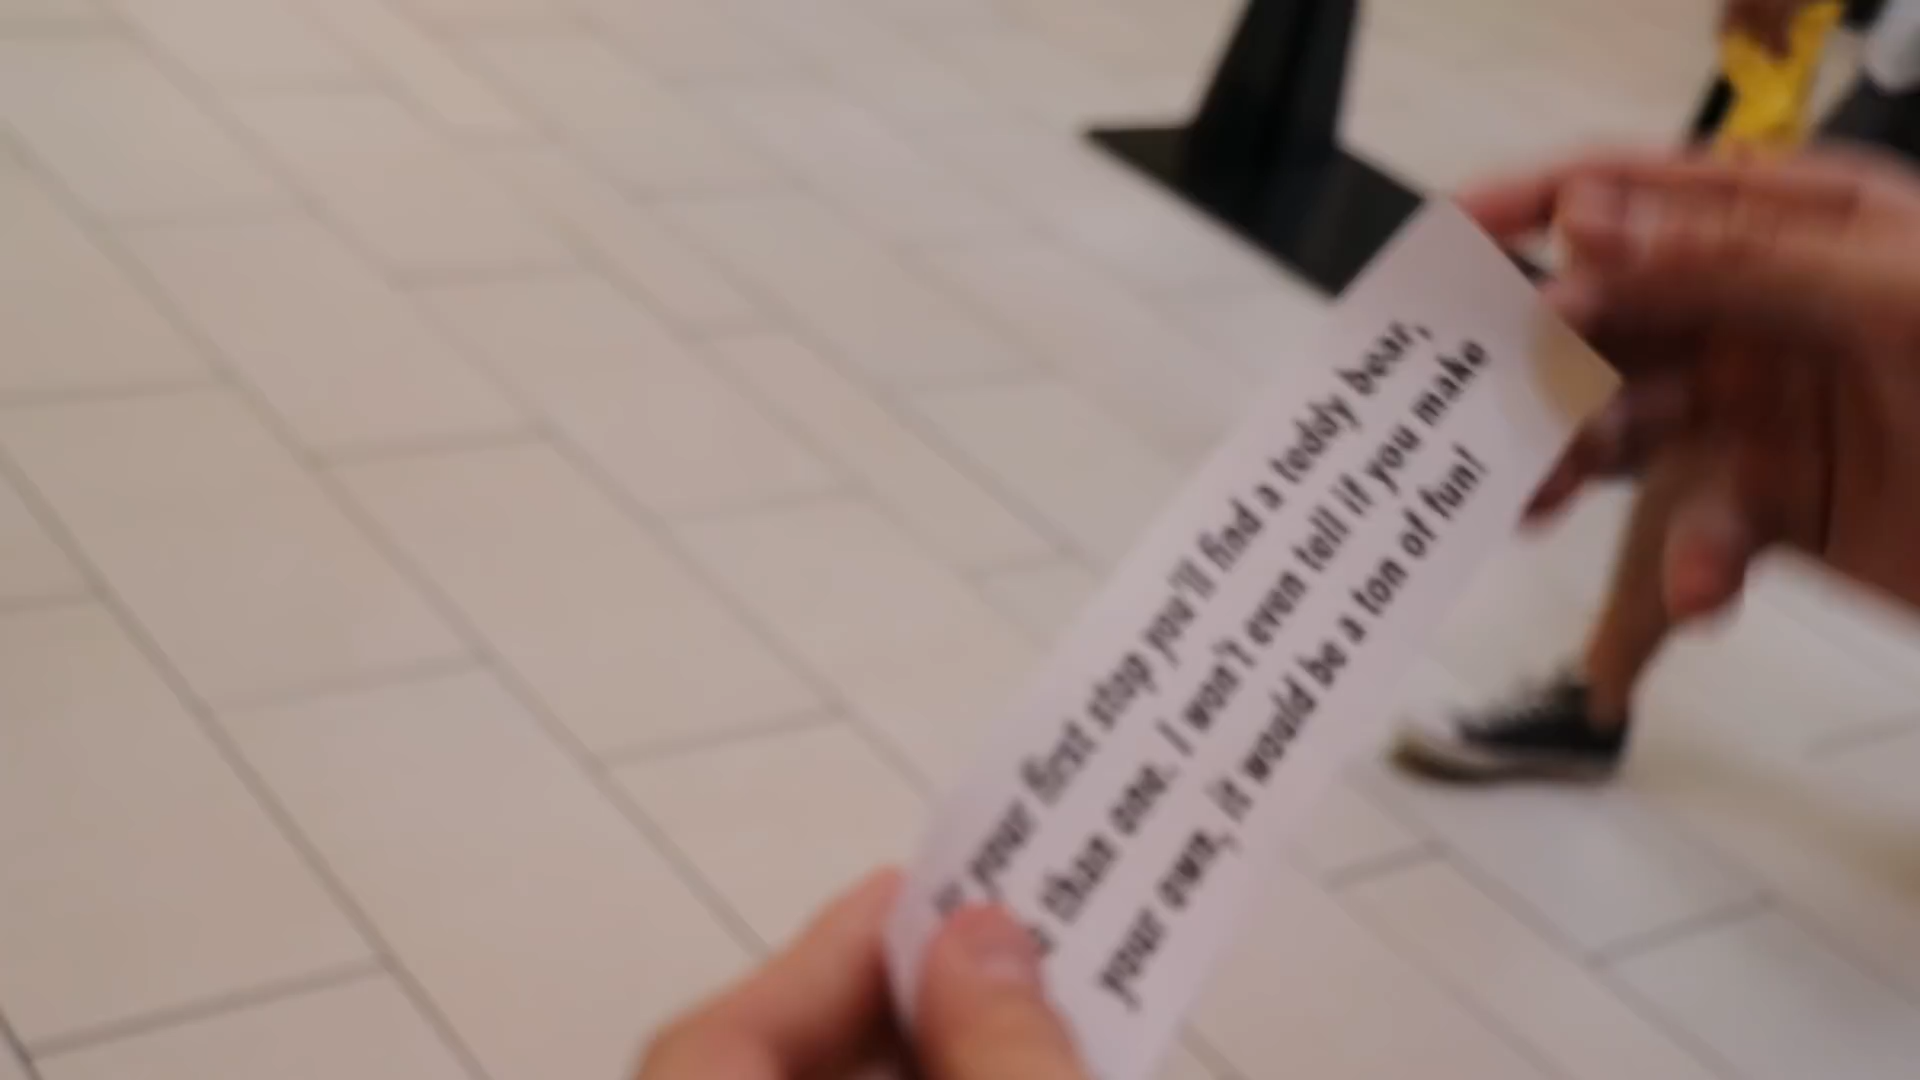 your first stop you'll find a teddy bear,
than one. I won't even tell if you make
your own, it would be a ton of fun!